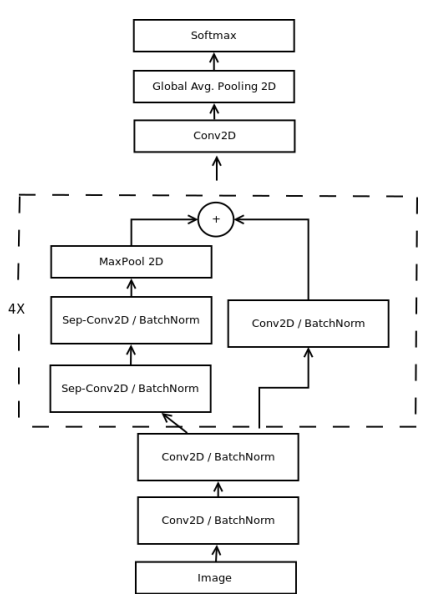 Softmax
Global Avg. Pooling 2D
Conv2D
+
MaxPool 2D
4X
Sep-Conv2D / BatchNorm
Conv2D / BatchNorm
Sep-Conv2D / BatchNorm
Conv2D / BatchNorm
Conv2D / BatchNorm
Image